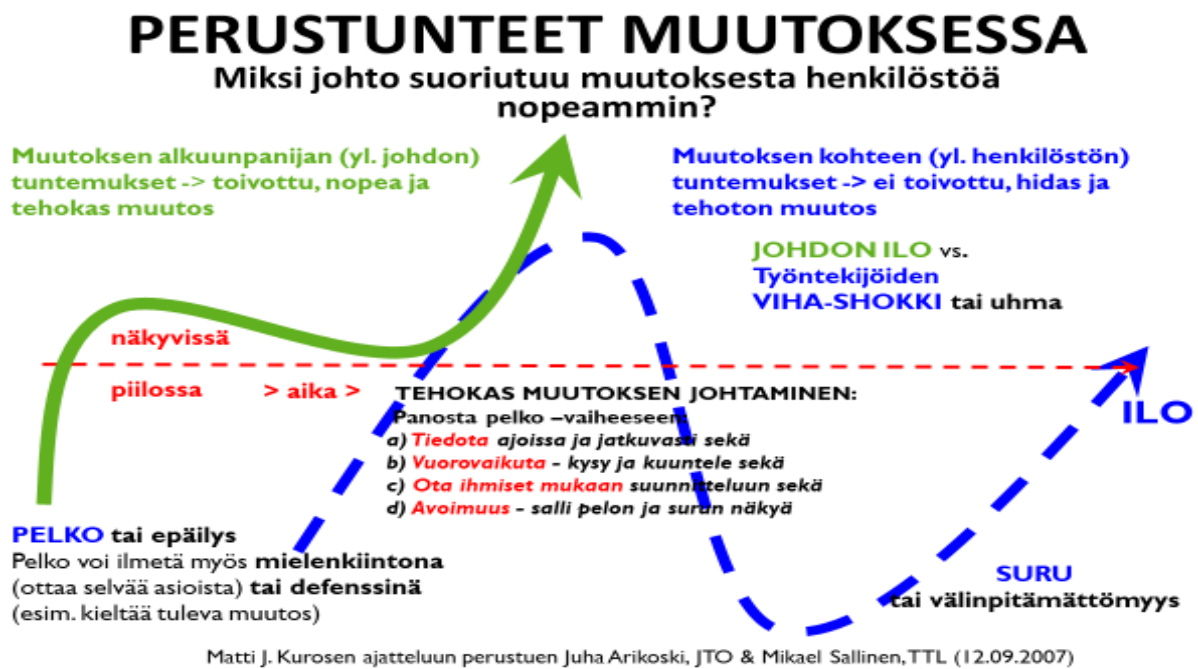 PERUSTUNTEET MUUTOKSESSA
Miksi johto suoriutuu muutoksesta henkilöstöä
nopeammin?
Muutoksen alkuunpanijan (yl. johdon)
tuntemukset -> toivottu, nopea ja
tehokas muutos
Muutoksen kohteen (yl. henkilöstön)
tuntemukset -> ei toivottu, hidas ja
tehoton muutos
JOHDON ILO vs.
Työntekijöiden
VIHA-SHOKKI tai uhma
näkyvissä
piilossa > aika >
TEHOKAS MUUTOKSEN JOHTAMINEN:
Panosta pelko –vaiheeseen:
a) Tiedota ajoissa ja jatkuvasti sekä
b) Vuorovaikuta - kysy ja kuuntele sekä
c) Ota ihmiset mukaan suunnitteluun sekä
d) Avoimuus - salli pelon ja surun näkyä
ILO
PELKO tai epäilys
Pelko voi ilmetä myös mielenkiintona
(ottaa selvää asioista) tai defenssinä
(esim. kieltää tuleva muutos)
SURU
tai välinpitämättömyys
Matti J. Kurosen ajatteluun perustuen Juha Arikoski, JTO & Mikael Sallinen, TTL (12.09.2007)